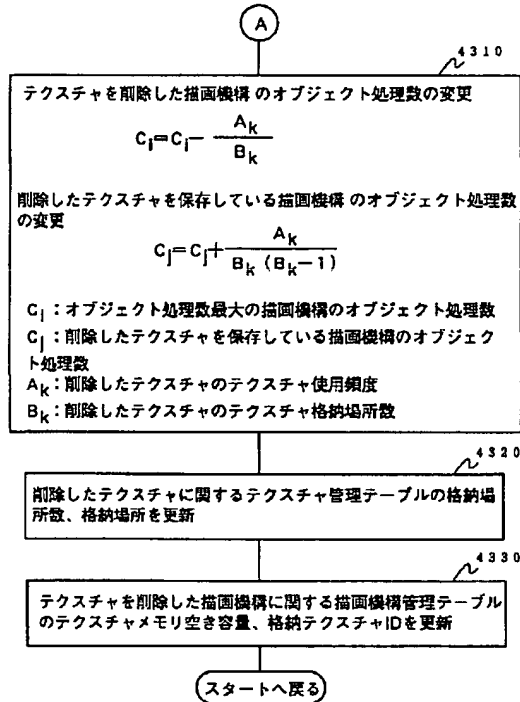 A
4310
テクスチャを削除した描画機構 のオブジェクト処理数の変更
C_i=C_i− A_k/B_k
削除したテクスチャを保存している描画機構 のオブジェクト処理数
の変更
C_j=C_j+ A_k/B_k (B_k−1)
C_i：オブジェクト処理数最大の描画機構のオブジェクト処理数
C_j：削除したテクスチャを保存している描画機構のオブジェク
ト処理数
A_k：削除したテクスチャのテクスチャ使用頻度
B_k：削除したテクスチャのテクスチャ格納場所数
4320
削除したテクスチャに関するテクスチャ管理テーブルの格納場
所数、格納場所を更新
4330
テクスチャを削除した描画機構に関する描画機構管理テーブル
のテクスチャメモリ空き容量、格納テクスチャIDを更新
スタートへ戻る